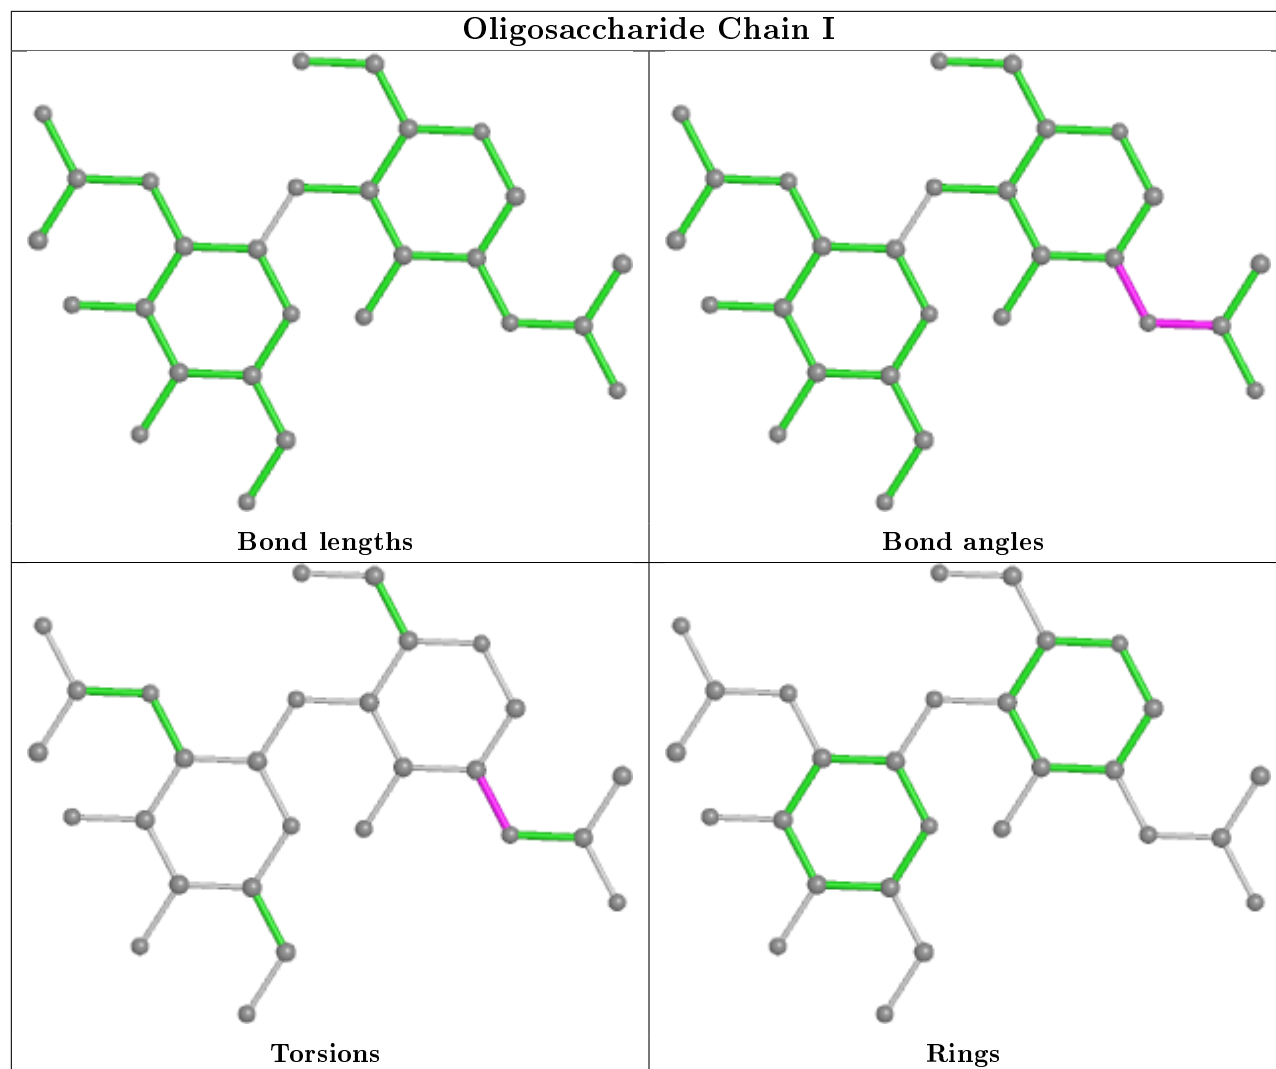 Oligosaccharide Chain I
Bond lengths
Bond angles
Torsions
Rings